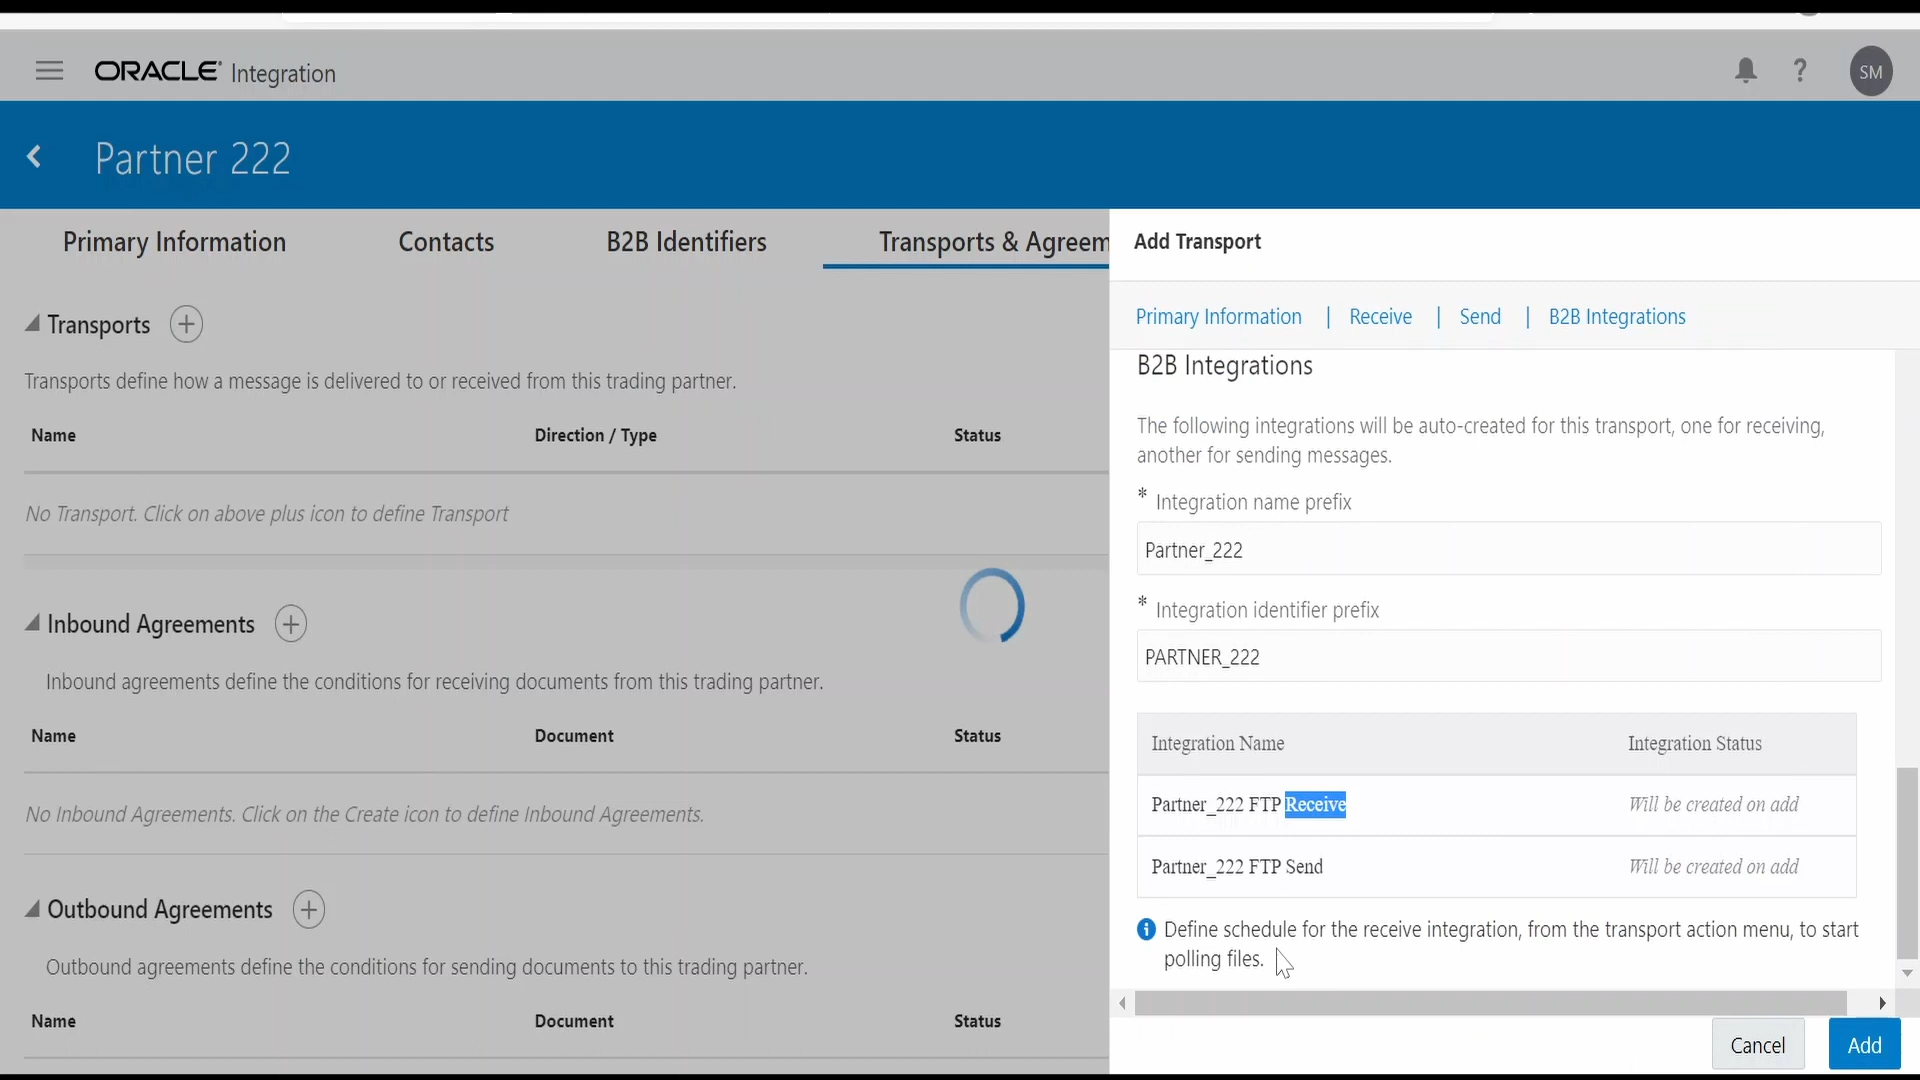 ORACLE Integration
? SM
Partner 222
Primary Information Contacts B2B Identifiers Transports & Agreem
Transports
Transports define how a message is delivered to or received from this trading partner.
Name Direction / Type Status
No Transport. Click on above plus icon to define Transport
Inbound Agreements
Inbound agreements define the conditions for receiving documents from this trading partner.
Name Document Status
No Inbound Agreements. Click on the Create icon to define Inbound Agreements.
Outbound Agreements
Outbound agreements define the conditions for sending documents to this trading partner.
Name Document Status
Add Transport
Primary Information | Receive | Send | B2B Integrations
B2B Integrations
The following integrations will be auto-created for this transport, one for receiving,
another for sending messages.
* Integration name prefix
Partner_222
* Integration identifier prefix
PARTNER_222
Integration Name Integration Status
Partner_222 FTP Receive Will be created on add
Partner_222 FTP Send Will be created on add
Define schedule for the receive integration, from the transport action menu, to start
polling files.
Cancel Add